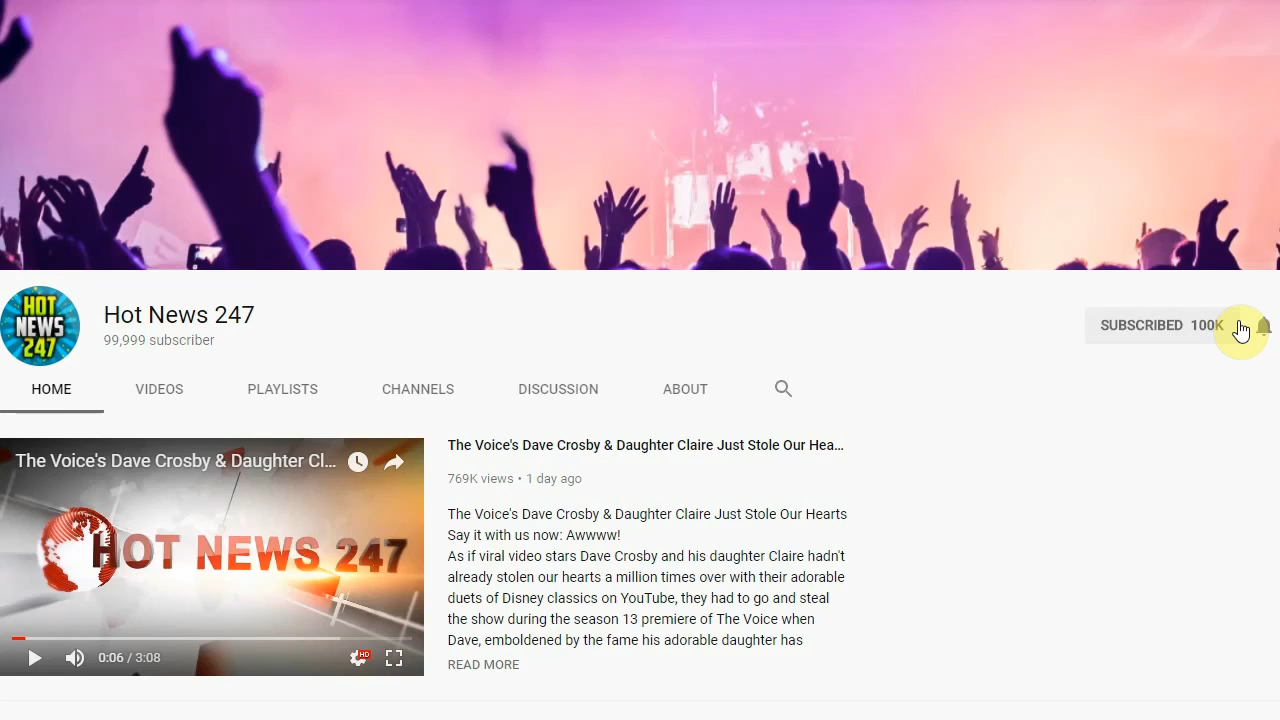 HOT
NEWS
247
Hot News 247
99,999 subscriber
SUBSCRIBED 100K
HOME VIDEOS PLAYLISTS CHANNELS DISCUSSION ABOUT
The Voice's Dave Crosby & Daughter Cl...
HOT NEWS 247
0:06 / 3:08
HD
The Voice's Dave Crosby & Daughter Claire Just Stole Our Hea...
769K views • 1 day ago
The Voice's Dave Crosby & Daughter Claire Just Stole Our Hearts
Say it with us now: Awwww!
As if viral video stars Dave Crosby and his daughter Claire hadn't
already stolen our hearts a million times over with their adorable
duets of Disney classics on YouTube, they had to go and steal
the show during the season 13 premiere of The Voice when
Dave, emboldened by the fame his adorable daughter has
READ MORE